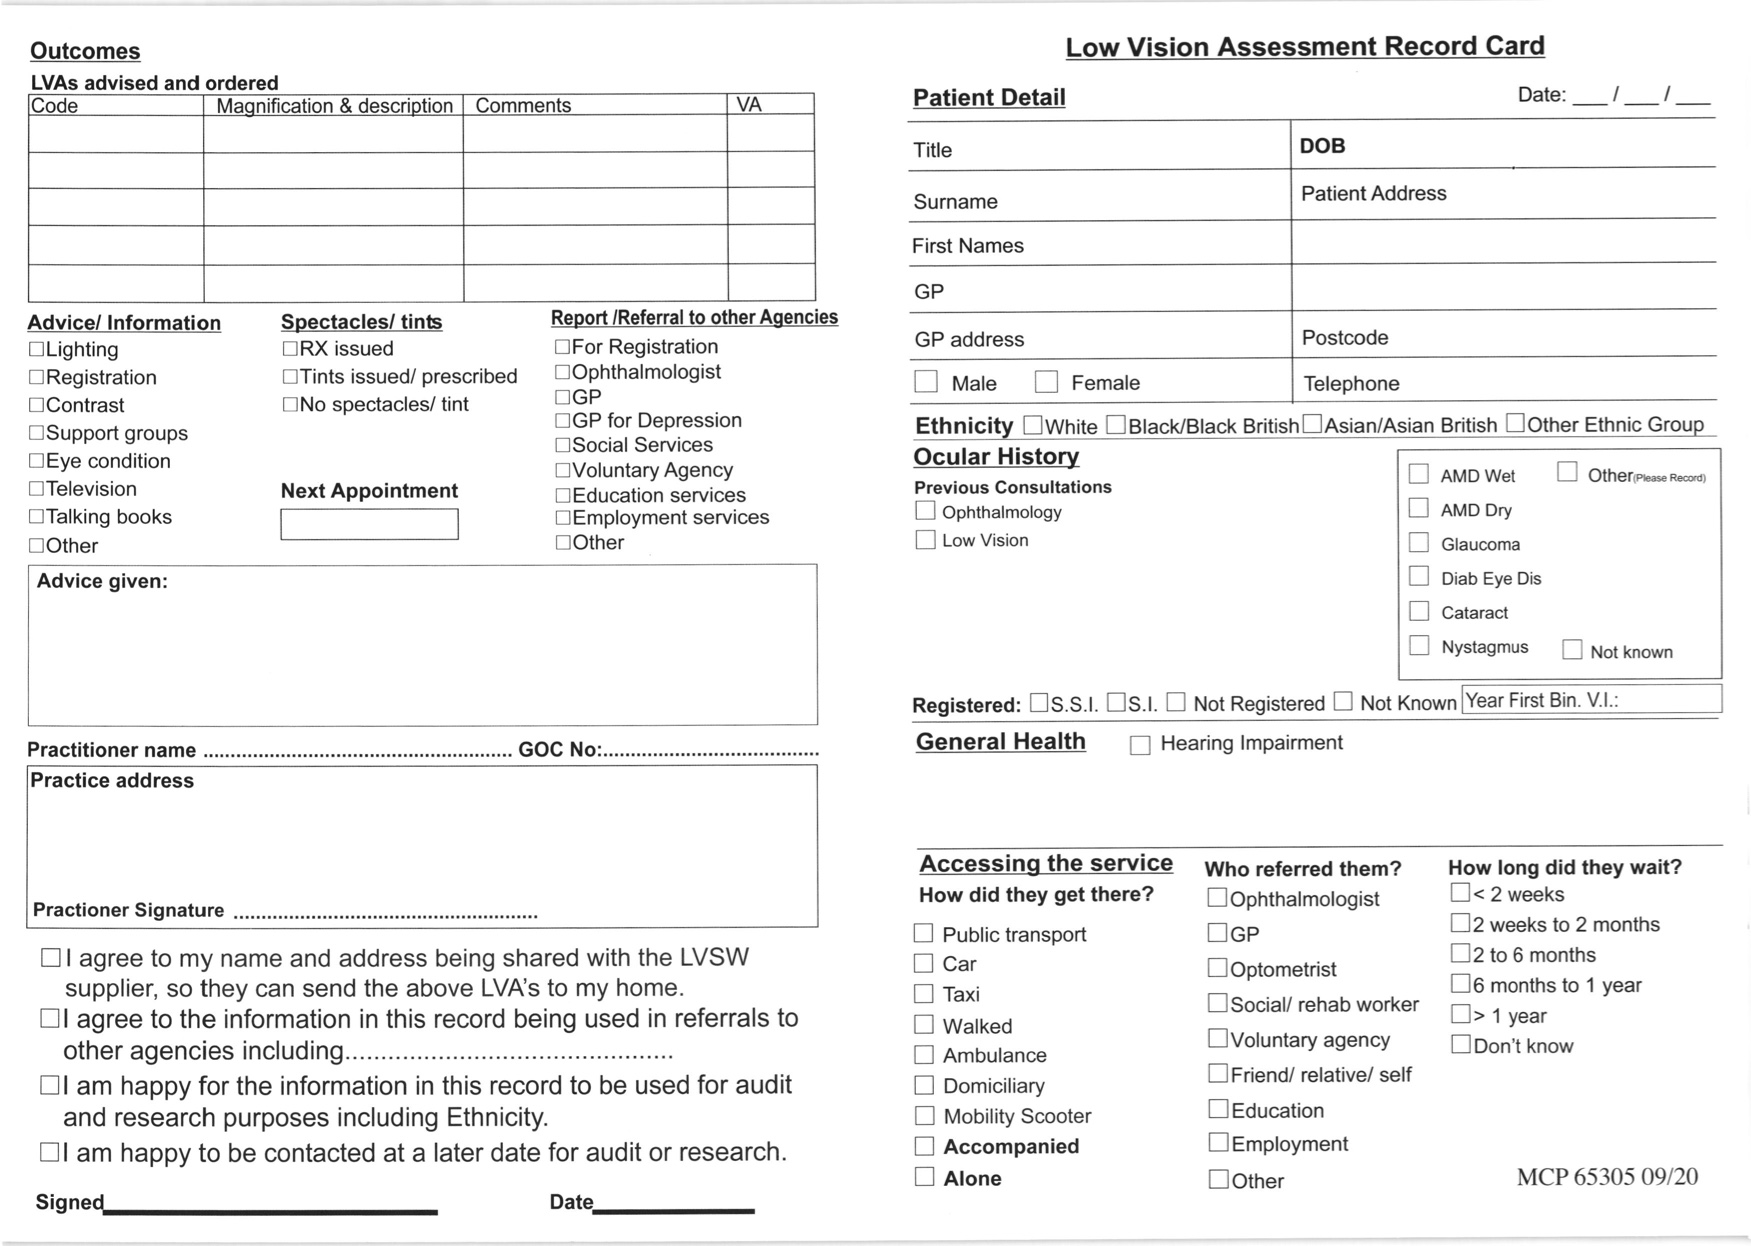 Outcomes
LVAs advised and ordered
Code Magnification & description Comments VA
Advice/ Information
☐Lighting
☐Registration
☐Contrast
☐Support groups
☐Eye condition
☐Television
☐Talking books
☐Other
Spectacles/ tints
☐RX issued
☐Tints issued/ prescribed
☐No spectacles/ tint
Next Appointment
Report /Referral to other Agencies
☐For Registration
☐Ophthalmologist
☐GP
☐GP for Depression
☐Social Services
☐Voluntary Agency
☐Education services
☐Employment services
☐Other
Advice given:
Practitioner name .................................................. GOC No:...................................
Practice address
Practioner Signature .................................................
☐I agree to my name and address being shared with the LVSW
supplier, so they can send the above LVA's to my home.
☐I agree to the information in this record being used in referrals to
other agencies including..............................................
☐I am happy for the information in this record to be used for audit
and research purposes including Ethnicity.
☐I am happy to be contacted at a later date for audit or research.
Signed____________________ Date__________
Low Vision Assessment Record Card
Patient Detail Date: ___ / ___ / ___
Title DOB
Surname Patient Address
First Names
GP
GP address Postcode
☐ Male ☐ Female Telephone
Ethnicity ☐White ☐Black/Black British☐Asian/Asian British ☐Other Ethnic Group
Ocular History
Previous Consultations
☐ Ophthalmology
☐ Low Vision
☐ AMD Wet ☐ Other(Please Record)
☐ AMD Dry
☐ Glaucoma
☐ Diab Eye Dis
☐ Cataract
☐ Nystagmus ☐ Not known
Registered: ☐S.S.I. ☐S.I. ☐ Not Registered ☐ Not Known Year First Bin. V.I.:
General Health ☐ Hearing Impairment
Accessing the service
How did they get there?
☐ Public transport
☐ Car
☐ Taxi
☐ Walked
☐ Ambulance
☐ Domiciliary
☐ Mobility Scooter
☐ Accompanied
☐ Alone
Who referred them?
☐Ophthalmologist
☐GP
☐Optometrist
☐Social/ rehab worker
☐Voluntary agency
☐Friend/ relative/ self
☐Education
☐Employment
☐Other
How long did they wait?
☐< 2 weeks
☐2 weeks to 2 months
☐2 to 6 months
☐6 months to 1 year
☐> 1 year
☐Don't know
MCP 65305 09/20